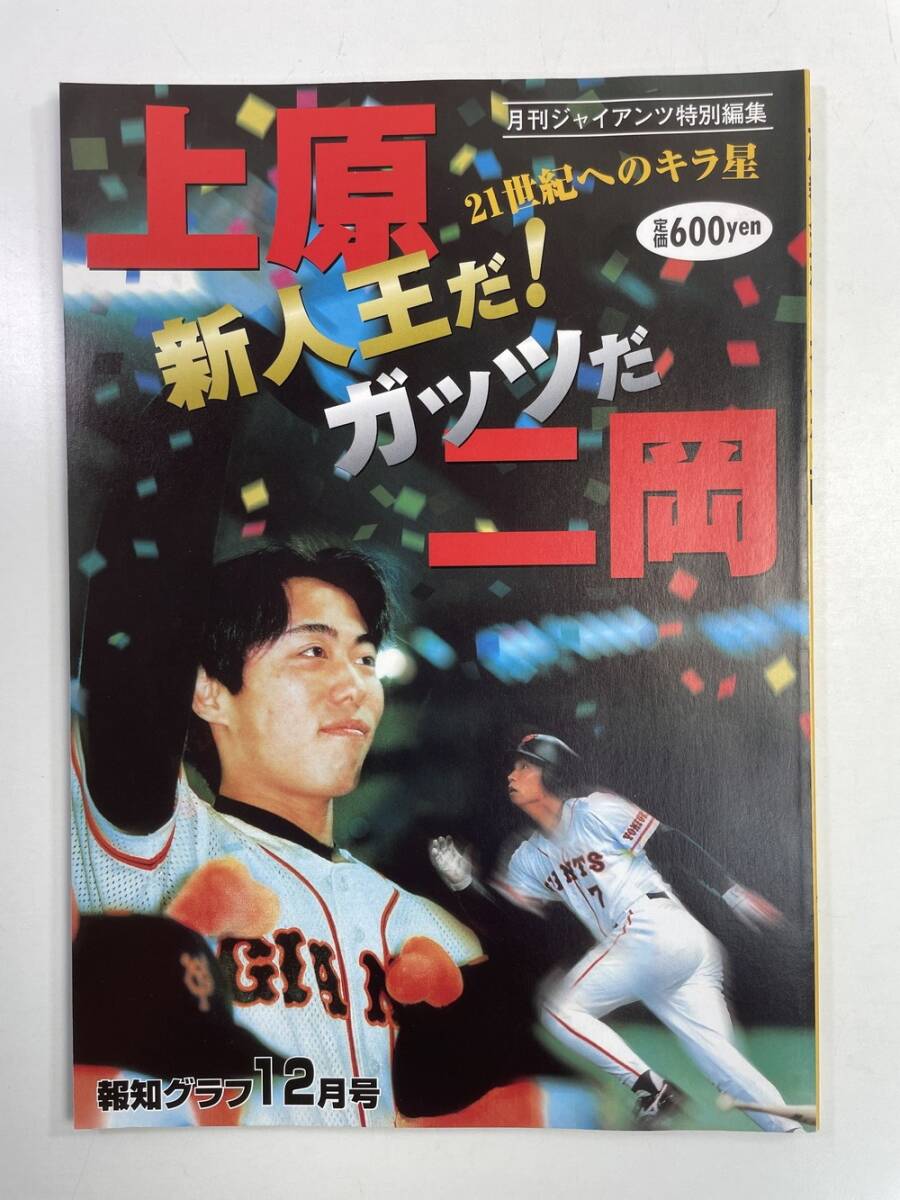 月刊ジャイアンツ特別編集
上原
21世紀へのキラ星
定価600yen
新人王だ!
ガッツだ
二岡
GIAN
NTS
7
報知グラフ12月号